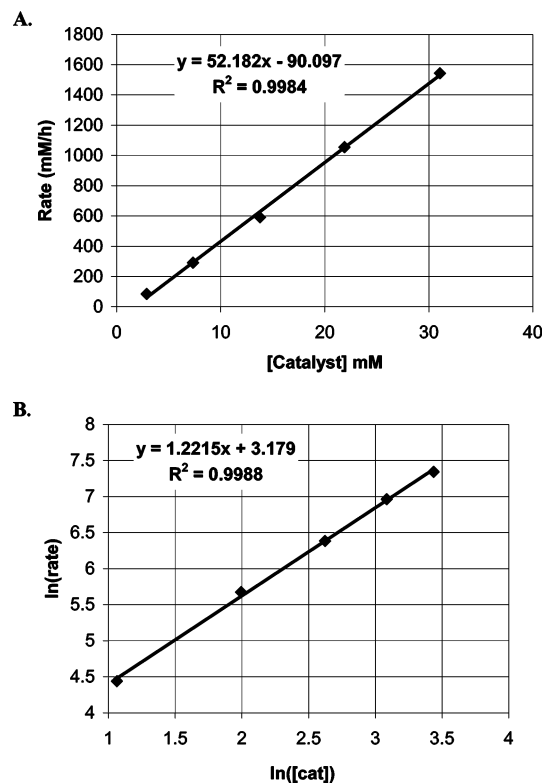 A.
1800
1600
1400
1200
1000
800
600
400
200
0
y = 52.182x - 90.097
R² = 0.9984
Rate (mM/h)
0 10 20 30 40
[Catalyst] mM
B.
8
7.5
7
6.5
6
5.5
5
4.5
4
y = 1.2215x + 3.179
R² = 0.9988
ln(rate)
1 1.5 2 2.5 3 3.5 4
ln([cat])